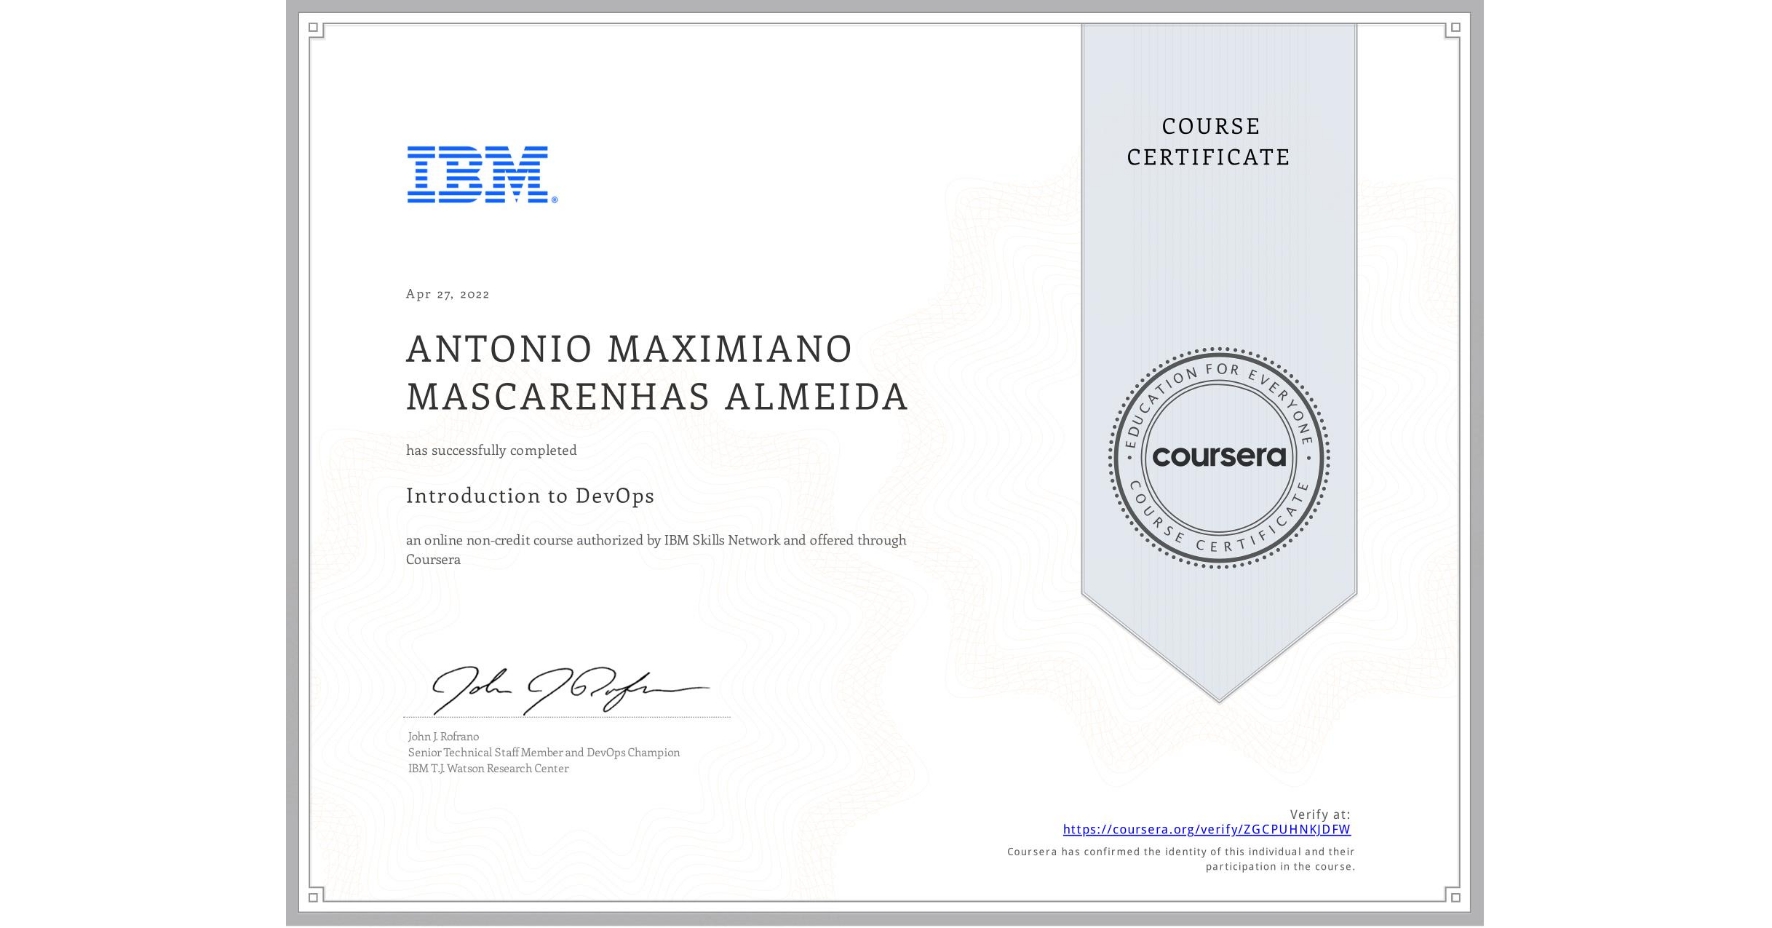 IBM®
COURSE
CERTIFICATE
Apr 27, 2022
ANTONIO MAXIMIANO
MASCARENHAS ALMEIDA
has successfully completed
Introduction to DevOps
an online non-credit course authorized by IBM Skills Network and offered through
Coursera
EDUCATION FOR EVERYONE
coursera
COURSE CERTIFICATE
John J. Rofrano
Senior Technical Staff Member and DevOps Champion
IBM T.J. Watson Research Center
Verify at:
https://coursera.org/verify/ZGCPUHNKJDFW
Coursera has confirmed the identity of this individual and their
participation in the course.